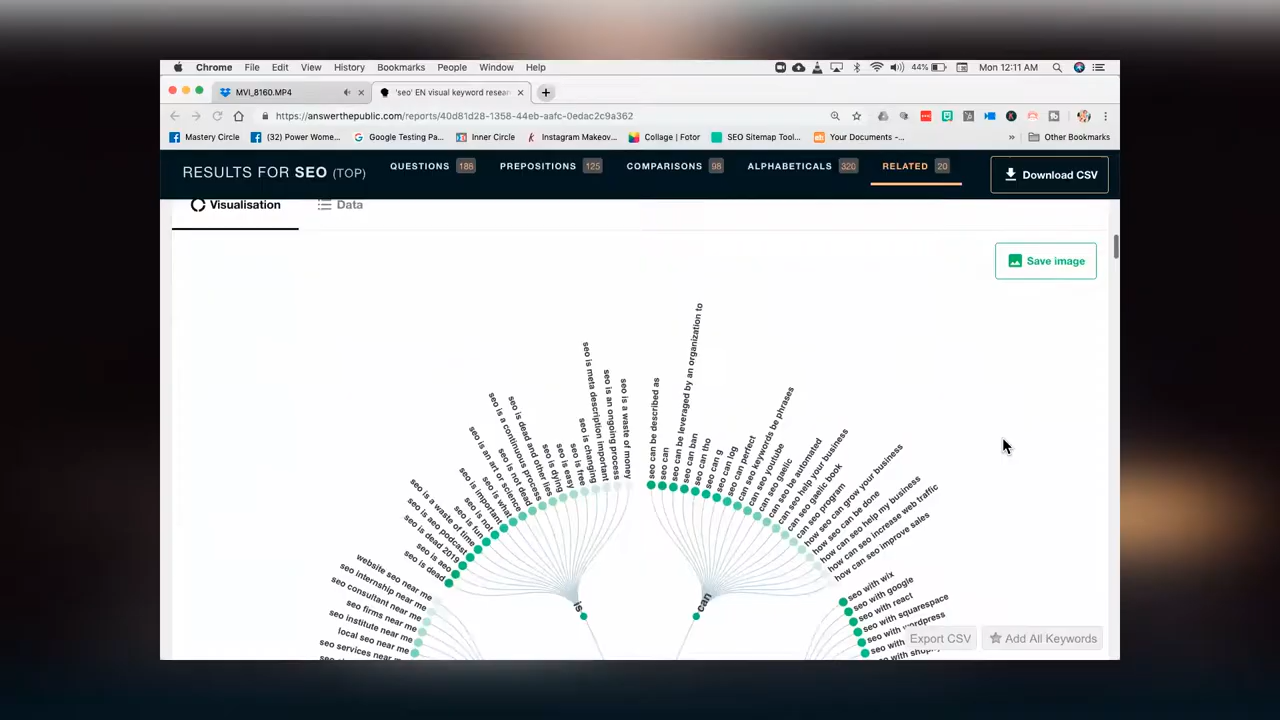 Chrome File Edit View History Bookmarks People Window Help 44% Mon 12:11 AM
MVI_8160.MP4
'seo' EN visual keyword resear
https://answerthepublic.com/reports/40d81d28-1358-44eb-aafc-0edac2c9a362
Mastery Circle (32) Power Wome... Google Testing Pa... Inner Circle Instagram Makeov... Collage | Fotor SEO Sitemap Tool... Your Documents -... » Other Bookmarks
RESULTS FOR SEO (TOP)
QUESTIONS 186 PREPOSITIONS 125 COMPARISONS 98 ALPHABETICALS 320 RELATED 20
Download CSV
Visualisation Data
Save image
website seo near me
seo internship near me
seo consultant near me
seo firms near me
seo institute near me
local seo near me
seo services near me
seo is dead
seo is seo
seo is dead 2019
seo is seo podcast
seo is a waste of time
seo is fun
seo is not
seo is important
seo is what
seo is an art or science
seo is not dead
seo is a continuous process
seo is dead and other lies
seo is dying
seo is easy
seo is free
seo is changing
seo is meta description important
seo is an ongoing process
seo is a waste of money
is
seo can be described as
seo can
seo can be leveraged by an organization to
seo can ban
seo can tho
seo can g
seo can log
seo can perfect
can seo keywords be phrases
can seo youtube
can seo gaelic
can seo be automated
can seo help your business
can seo gaelic book
can seo program
how seo can grow your business
how seo can be done
how can seo help my business
how can seo increase web traffic
how can seo improve sales
can
seo with wix
seo with google
seo with react
seo with squarespace
seo with
seo with
Export CSV
Add All Keywords